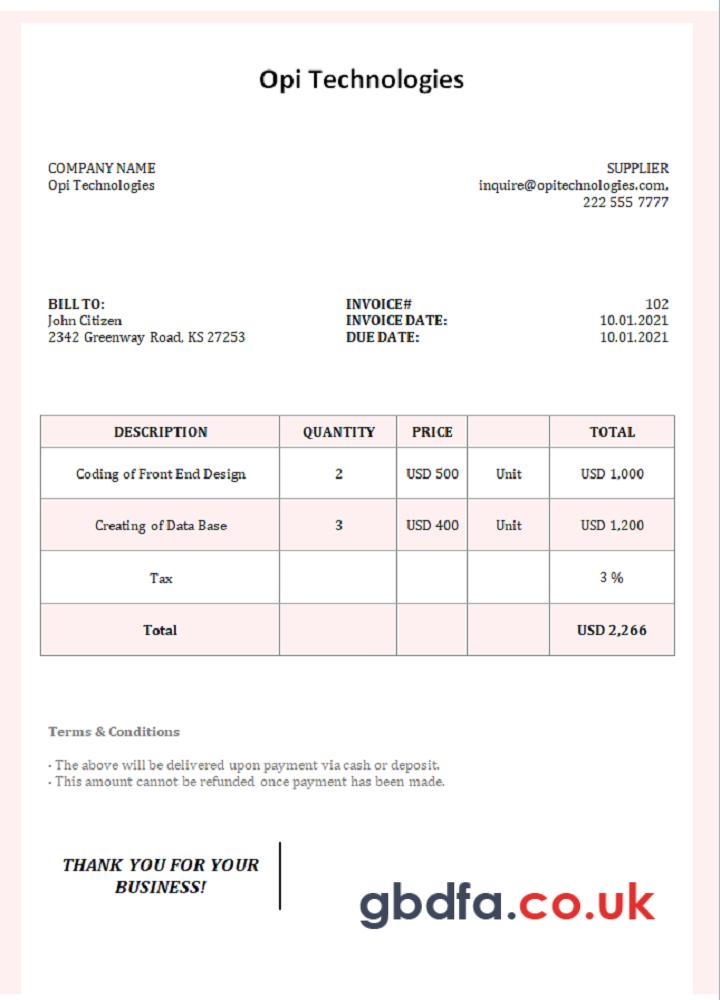 Opi Technologies
COMPANY NAME
Opi Technologies
SUPPLIER
inquire@opitechnologies.com,
222 555 7777
BILL TO:
John Citizen
2342 Greenway Road, KS 27253
INVOICE# 102
INVOICE DATE: 10.01.2021
DUE DATE: 10.01.2021
DESCRIPTION QUANTITY PRICE TOTAL
Coding of Front End Design 2 USD 500 Unit USD 1,000
Creating of Data Base 3 USD 400 Unit USD 1,200
Tax 3 %
Total USD 2,266
Terms & Conditions
· The above will be delivered upon payment via cash or deposit.
· This amount cannot be refunded once payment has been made.
THANK YOU FOR YOUR
BUSINESS!
gbdfa.co.uk